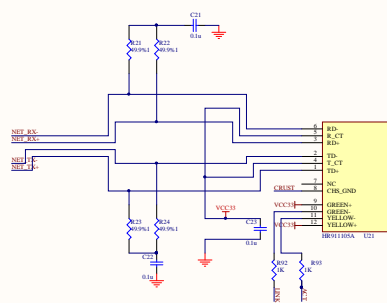 C21
0.1u
R21
49.9%1
R22
49.9%1
NET_RX-
NET_RX+
NET_TX-
NET_TX+
6 RD-
5 R_CT
3 RD+
2 TD-
4 T_CT
1 TD+
7 NC
CRUST 8 CHS_GND
VCC33 9 GREEN+
10 GREEN-
11 YELLOW-
VCC33 12 YELLOW+
HR911105A U21
VCC33
C23
0.1u
R23
49.9%1
R24
49.9%1
C22
0.1u
R92
1K
R93
1K